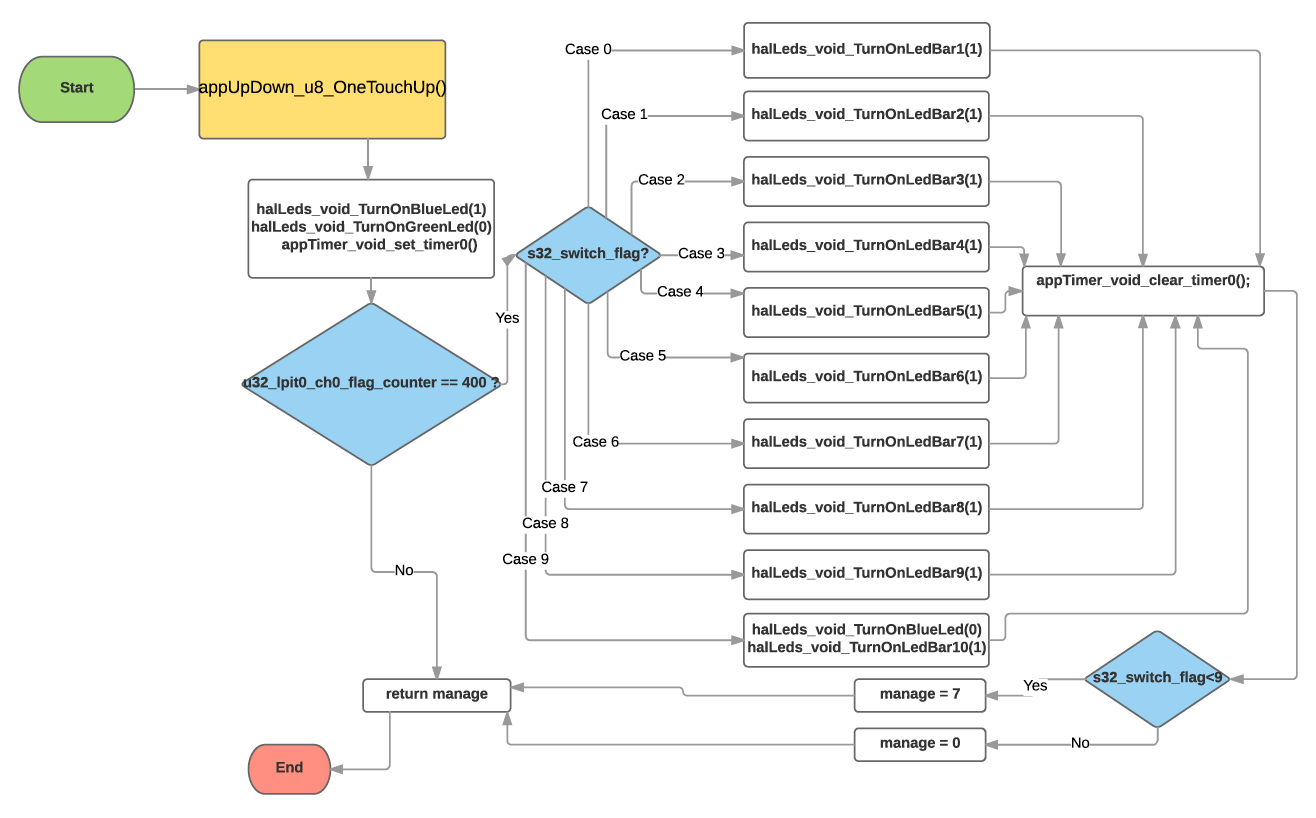 Start
appUpDown_u8_OneTouchUp()
halLeds_void_TurnOnBlueLed(1)
halLeds_void_TurnOnGreenLed(0)
appTimer_void_set_timer0()
u32_lpit0_ch0_flag_counter == 400 ?
Yes
No
s32_switch_flag?
Case 0
halLeds_void_TurnOnLedBar1(1)
Case 1
halLeds_void_TurnOnLedBar2(1)
Case 2
halLeds_void_TurnOnLedBar3(1)
Case 3
halLeds_void_TurnOnLedBar4(1)
Case 4
halLeds_void_TurnOnLedBar5(1)
Case 5
halLeds_void_TurnOnLedBar6(1)
Case 6
halLeds_void_TurnOnLedBar7(1)
Case 7
halLeds_void_TurnOnLedBar8(1)
Case 8
halLeds_void_TurnOnLedBar9(1)
Case 9
halLeds_void_TurnOnBlueLed(0)
halLeds_void_TurnOnLedBar10(1)
appTimer_void_clear_timer0();
s32_switch_flag<9
Yes
manage = 7
No
manage = 0
return manage
End